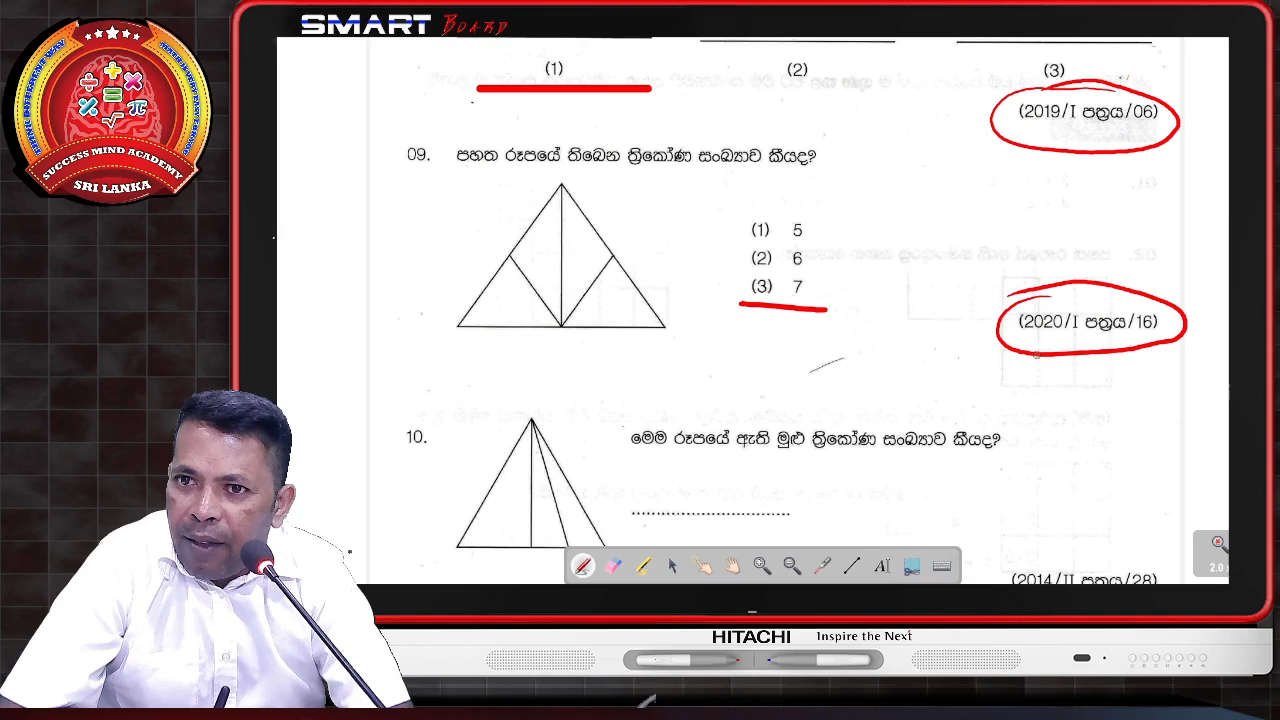 SMART BOARD
(1) (2) (3)
(2019/I පත්‍රය/06)
09. පහත රූපයේ තිබෙන ත්‍රිකෝණ සංඛ්‍යාව කීයද?
(1) 5
(2) 6
(3) 7
(2020/I පත්‍රය/16)
10. මෙම රූපයේ ඇති මුළු ත්‍රිකෝණ සංඛ්‍යාව කීයද?
................................
(2014/II පත්‍රය/28)
2.0
HITACHI Inspire the Next
SUCCESS MIND ACADEMY
SRI LANKA